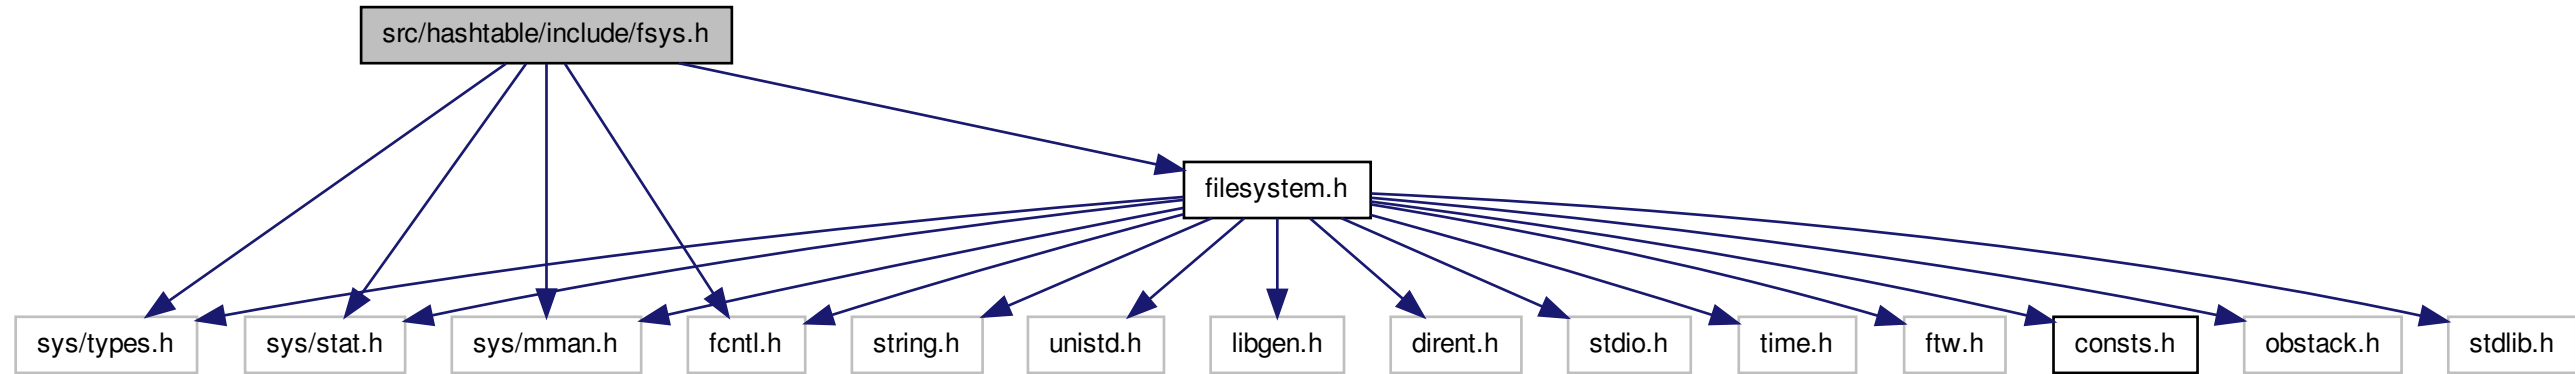 src/hashtable/include/fsys.h
filesystem.h
sys/types.h
sys/stat.h
sys/mman.h
fcntl.h
string.h
unistd.h
libgen.h
dirent.h
stdio.h
time.h
ftw.h
consts.h
obstack.h
stdlib.h